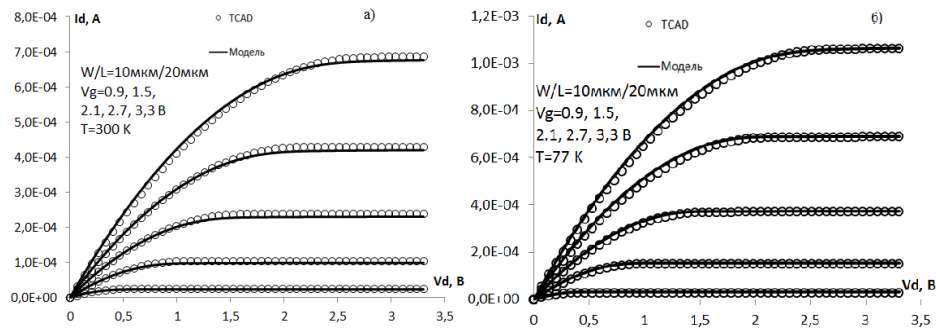 Id, A
а)
TCAD
Модель
W/L=10мкм/20мкм
Vg=0.9, 1.5,
2.1, 2.7, 3,3 В
T=300 K
8,0E-04
7,0E-04
6,0E-04
5,0E-04
4,0E-04
3,0E-04
2,0E-04
1,0E-04
0,0E+00
Vd, В
0
0,5
1
1,5
2
2,5
3
3,5
Id, A
б)
TCAD
Модель
W/L=10мкм/20мкм
Vg=0.9, 1.5,
2.1, 2.7, 3,3 В
T=77 K
1,2E-03
1,0E-03
8,0E-04
6,0E-04
4,0E-04
2,0E-04
0,0E+00
Vd, В
0
0,5
1
1,5
2
2,5
3
3,5